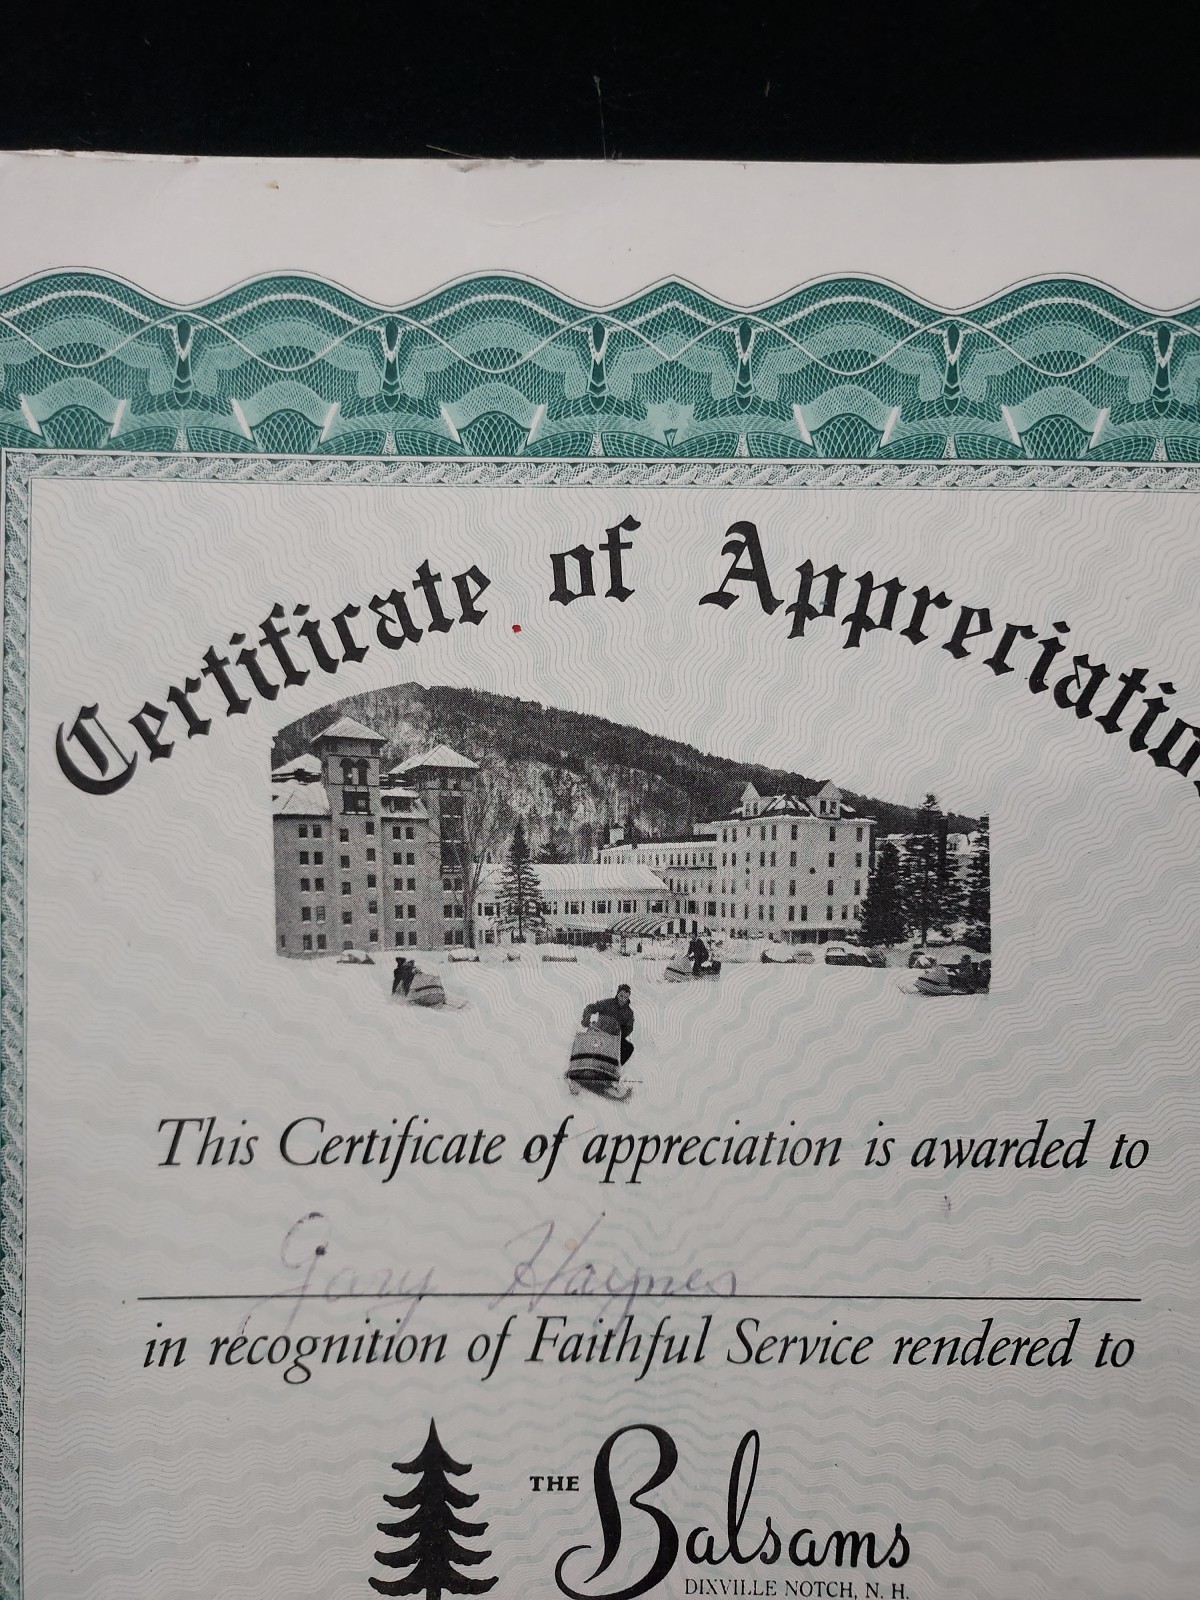 Certificate of Appreciation
This Certificate of appreciation is awarded to
Gary Haynes
in recognition of Faithful Service rendered to
THE Balsams
DIXVILLE NOTCH, N. H.